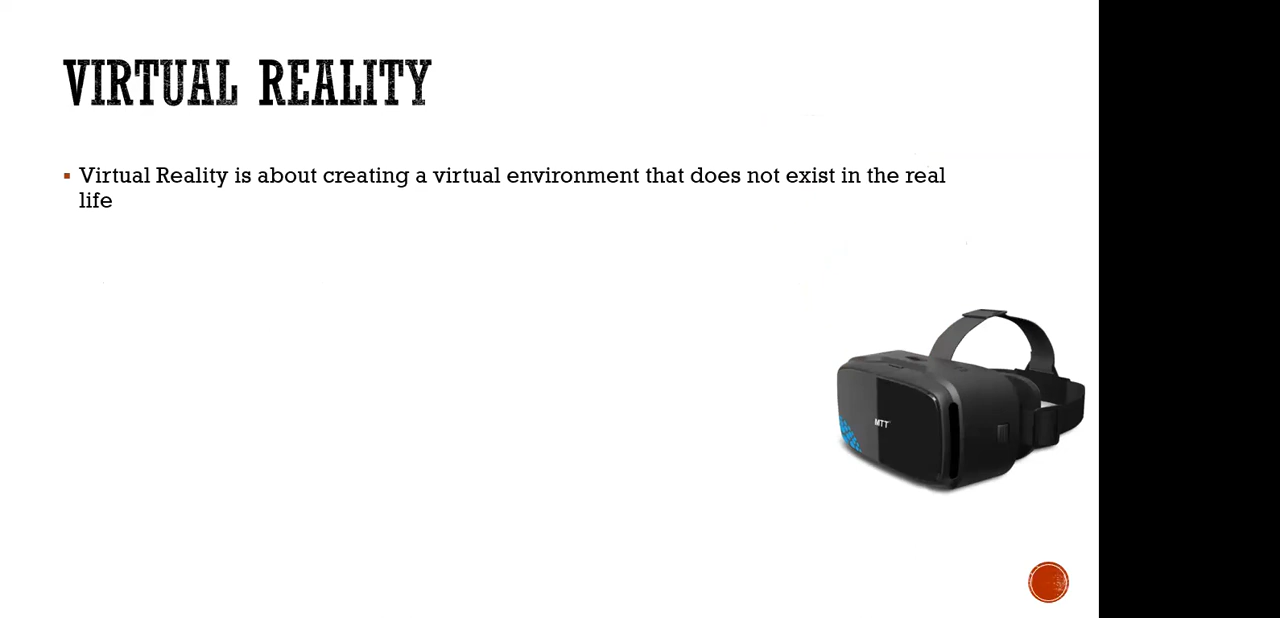 VIRTUAL REALITY
Virtual Reality is about creating a virtual environment that does not exist in the real
life
MTT